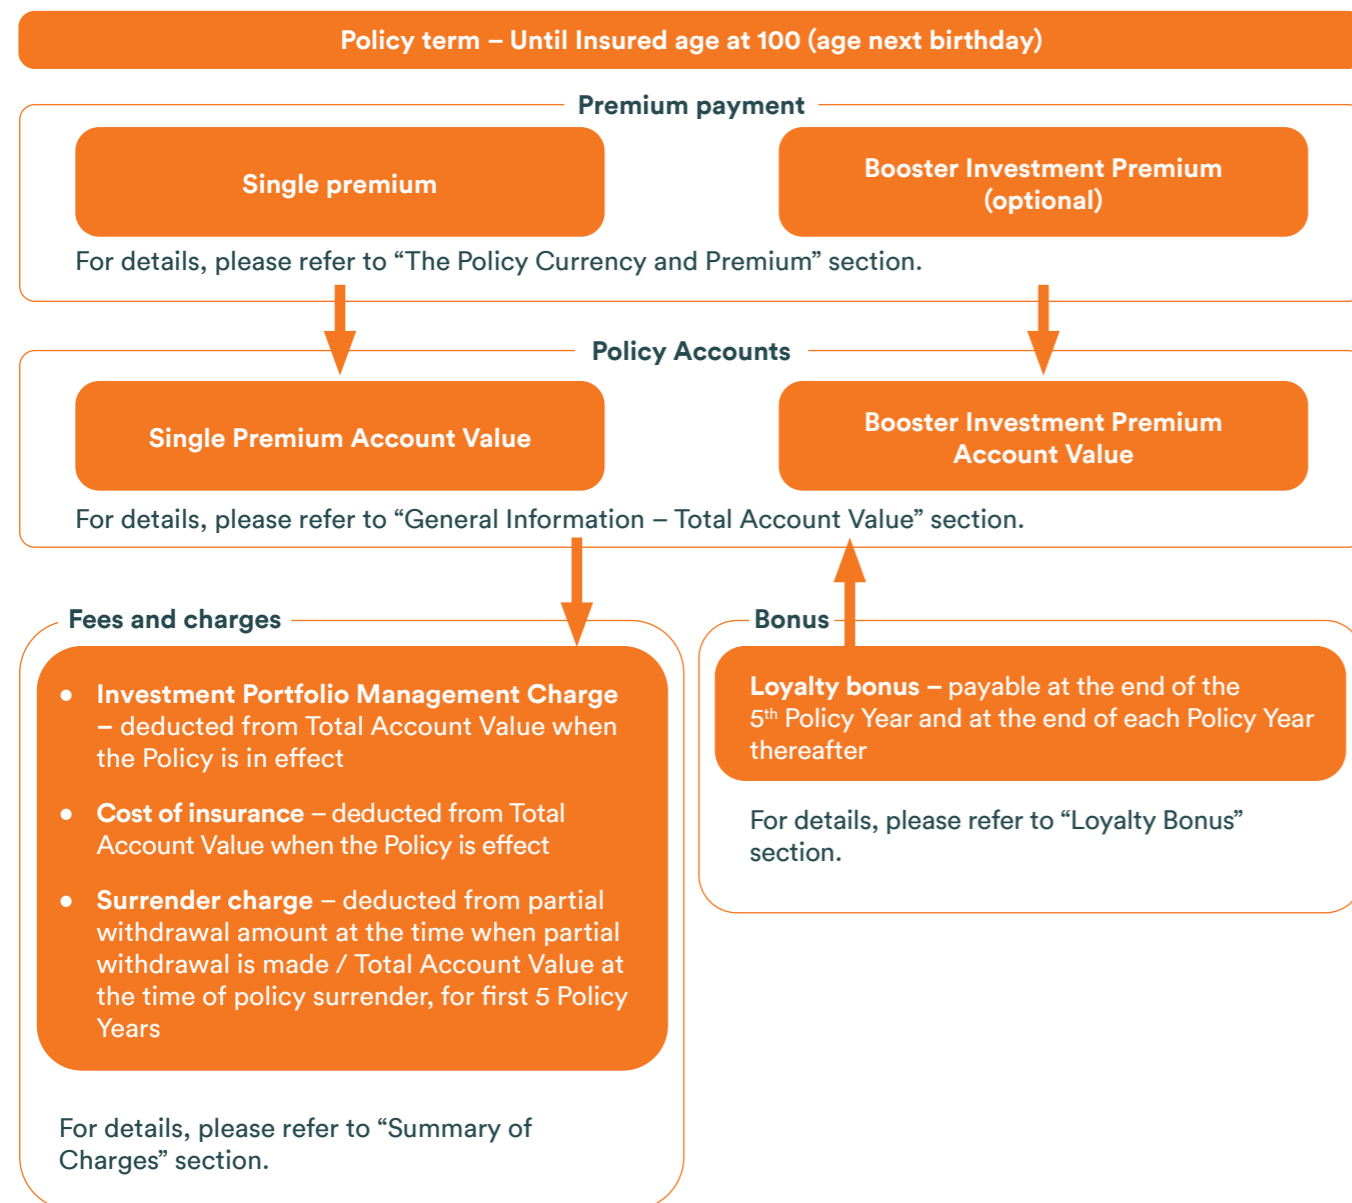 Policy term – Until Insured age at 100 (age next birthday)
Premium payment
Single premium
Booster Investment Premium
(optional)
For details, please refer to “The Policy Currency and Premium” section.
Policy Accounts
Single Premium Account Value
Booster Investment Premium
Account Value
For details, please refer to “General Information – Total Account Value” section.
Fees and charges
● Investment Portfolio Management Charge
– deducted from Total Account Value when
the Policy is in effect
● Cost of insurance – deducted from Total
Account Value when the Policy is effect
● Surrender charge – deducted from partial
withdrawal amount at the time when partial
withdrawal is made / Total Account Value at
the time of policy surrender, for first 5 Policy
Years
For details, please refer to “Summary of
Charges” section.
Bonus
Loyalty bonus – payable at the end of the
5th Policy Year and at the end of each Policy Year
thereafter
For details, please refer to “Loyalty Bonus”
section.